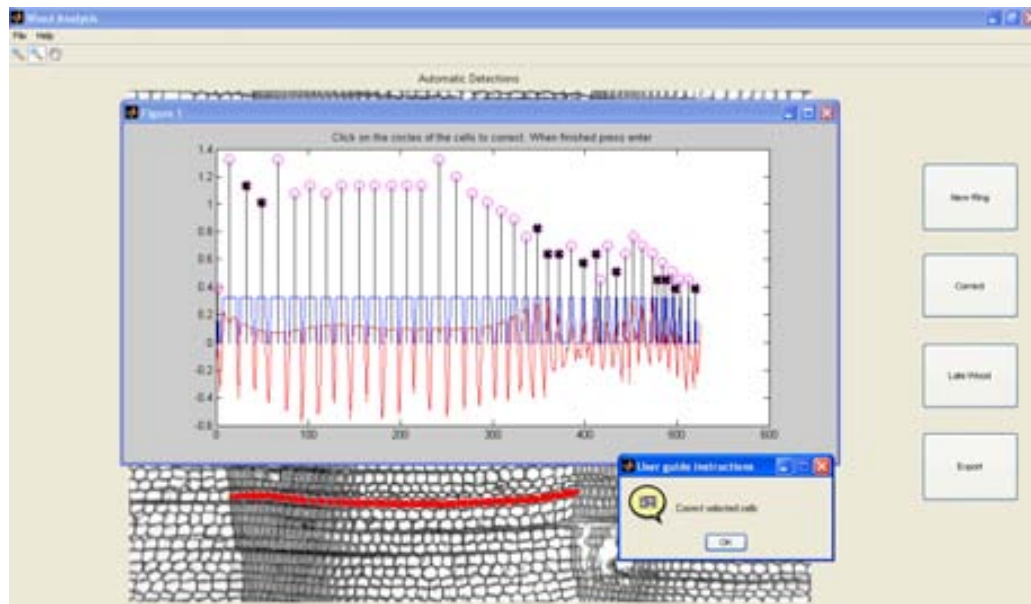 Wood Analysis
File Help
Automatic Detections
Figure 1
Click on the circles of the cells to correct. When finished press enter
1.4
1.2
1
0.8
0.6
0.4
0.2
0
-0.2
-0.4
-0.6
0 100 200 300 400 500 600
New Ring
Correct
Late Wood
Export
User guide instructions
Correct selected cells
OK